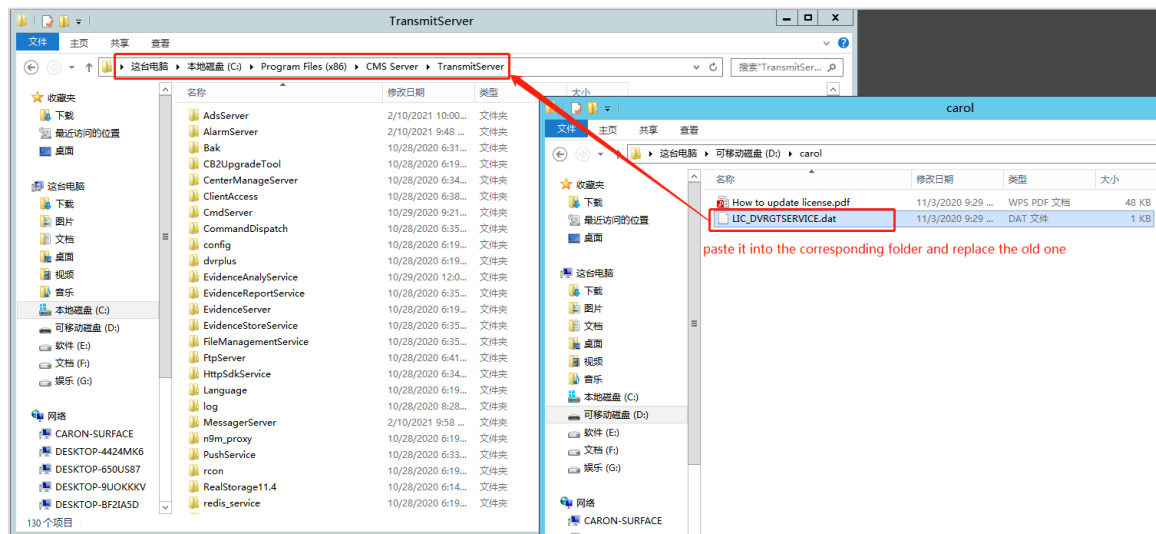 TransmitServer
文件 主页 共享 查看
这台电脑 本地磁盘 (C:) Program Files (x86) CMS Server TransmitServer
搜索"TransmitSer...
收藏夹
下载
最近访问的位置
桌面
这台电脑
下载
图片
文档
桌面
视频
音乐
本地磁盘 (C:)
可移动磁盘 (D:)
软件 (E:)
文档 (F:)
娱乐 (G:)
网络
CARON-SURFACE
DESKTOP-4424MK6
DESKTOP-650US87
DESKTOP-9UOKKKV
DESKTOP-BF2IA5D
130 个项目
名称 修改日期 类型 大小
AdsServer 2/10/2021 10:00... 文件夹
AlarmServer 2/10/2021 9:48 ... 文件夹
Bak 10/28/2020 6:31... 文件夹
CB2UpgradeTool 10/28/2020 6:19... 文件夹
CenterManageServer 10/28/2020 6:34... 文件夹
ClientAccess 10/28/2020 6:38... 文件夹
CmdServer 10/29/2020 9:21... 文件夹
CommandDispatch 10/28/2020 6:35... 文件夹
config 10/28/2020 6:19... 文件夹
dvrplus 10/28/2020 6:19... 文件夹
EvidenceAnalyService 10/29/2020 12:0... 文件夹
EvidenceReportService 10/28/2020 6:35... 文件夹
EvidenceServer 10/28/2020 6:19... 文件夹
EvidenceStoreService 10/28/2020 6:35... 文件夹
FileManagementService 10/28/2020 6:35... 文件夹
FtpServer 10/28/2020 6:41... 文件夹
HttpSdkService 10/28/2020 6:34... 文件夹
Language 10/28/2020 6:19... 文件夹
log 10/28/2020 8:28... 文件夹
MessagerServer 2/10/2021 9:58 ... 文件夹
n9m_proxy 10/28/2020 6:19... 文件夹
PushService 10/28/2020 6:33... 文件夹
rcon 10/28/2020 6:19... 文件夹
RealStorage11.4 10/28/2020 6:14... 文件夹
redis_service 10/28/2020 6:19... 文件夹
carol
文件 主页 共享 查看
这台电脑 可移动磁盘 (D:) carol
收藏夹
下载
最近访问的位置
桌面
这台电脑
下载
图片
文档
桌面
视频
音乐
本地磁盘 (C:)
可移动磁盘 (D:)
软件 (E:)
文档 (F:)
娱乐 (G:)
网络
CARON-SURFACE
名称 修改日期 类型 大小
How to update license.pdf 11/3/2020 9:29 ... WPS PDF 文档 48 KB
LIC_DVRGTSERVICE.dat 11/3/2020 9:29 ... DAT 文件 1 KB
paste it into the corresponding folder and replace the old one